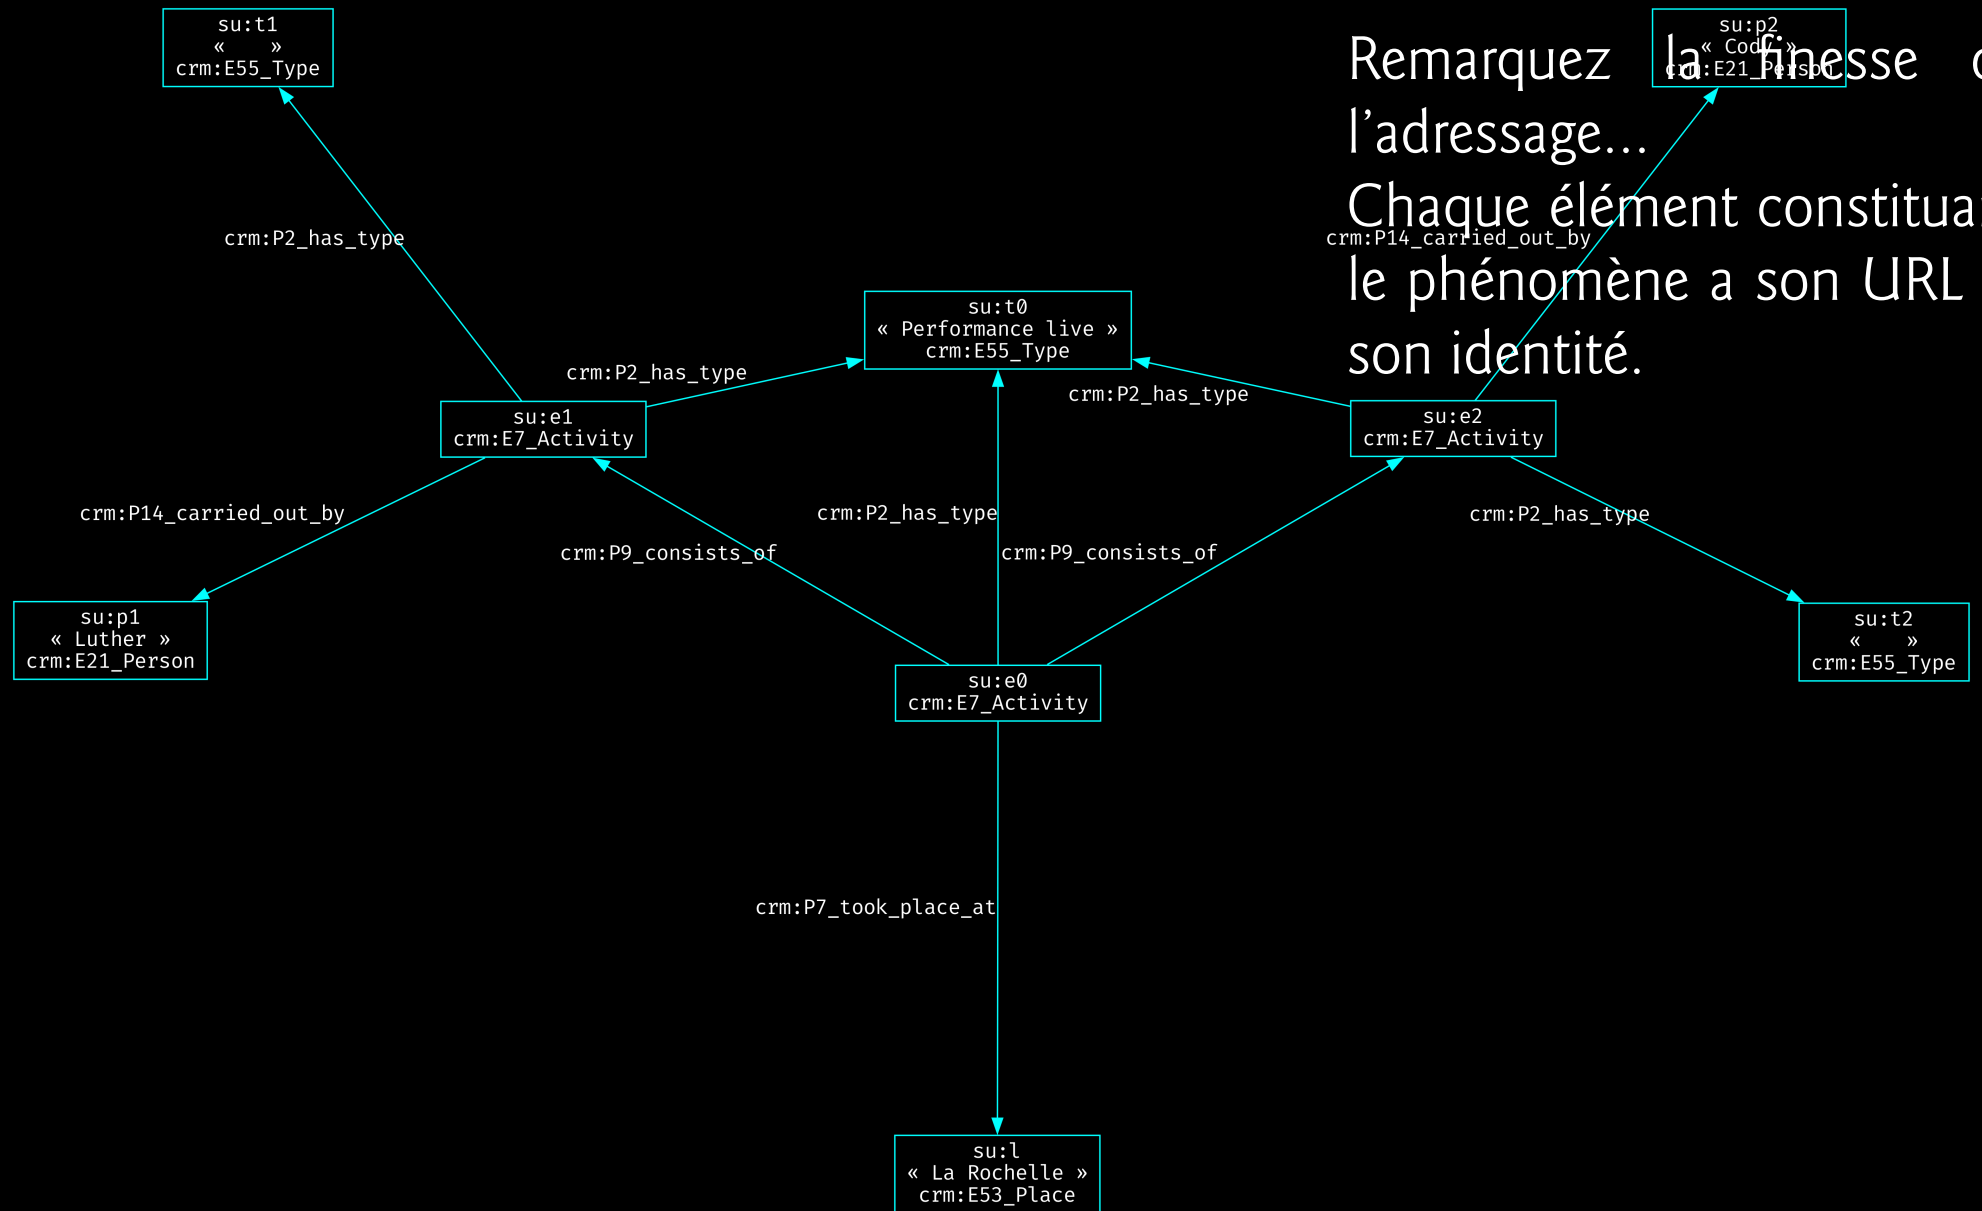 su:t1
« »
crm:E55_Type
su:p2
« Cody »
crm:E21_Person
Remarquez la finesse
l’adressage…
Chaque élément
le phénomène a son URL
son identité.
crm:P2_has_type
crm:P14_carried_out_by
su:t0
« Performance live »
crm:E55_Type
crm:P2_has_type
crm:P2_has_type
su:e1
crm:E7_Activity
su:e2
crm:E7_Activity
crm:P14_carried_out_by
crm:P2_has_type
crm:P2_has_type
crm:P9_consists_of
crm:P9_consists_of
su:p1
« Luther »
crm:E21_Person
su:t2
« »
crm:E55_Type
su:e0
crm:E7_Activity
crm:P7_took_place_at
su:l
« La Rochelle »
crm:E53_Place